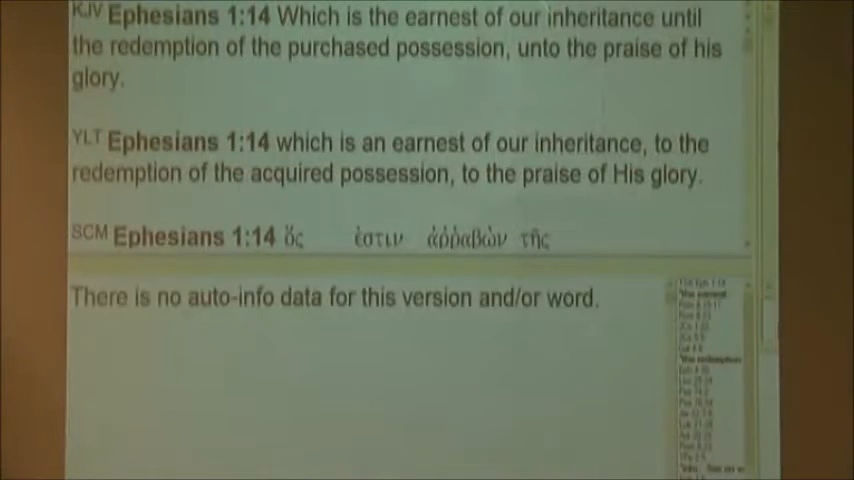 KJV Ephesians 1:14 Which is the earnest of our inheritance until
the redemption of the purchased possession, unto the praise of his
glory.
YLT Ephesians 1:14 which is an earnest of our inheritance, to the
redemption of the acquired possession, to the praise of His glory.
SCM Ephesians 1:14 ὅς ἐστιν ἀῤῥαβὼν τῆς
There is no auto-info data for this version and/or word.